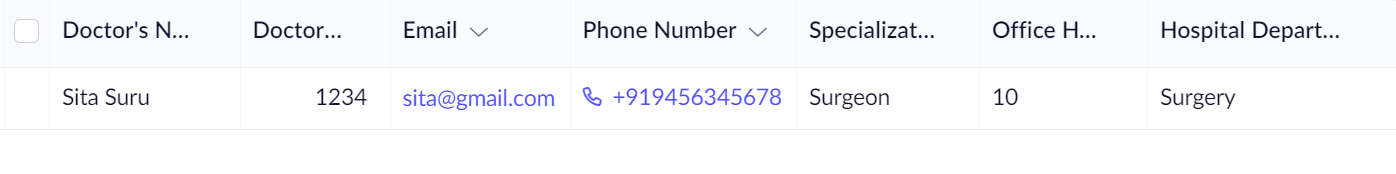 Doctor's N... Doctor... Email Phone Number Specializat... Office H... Hospital Depart...
Sita Suru 1234 sita@gmail.com +919456345678 Surgeon 10 Surgery